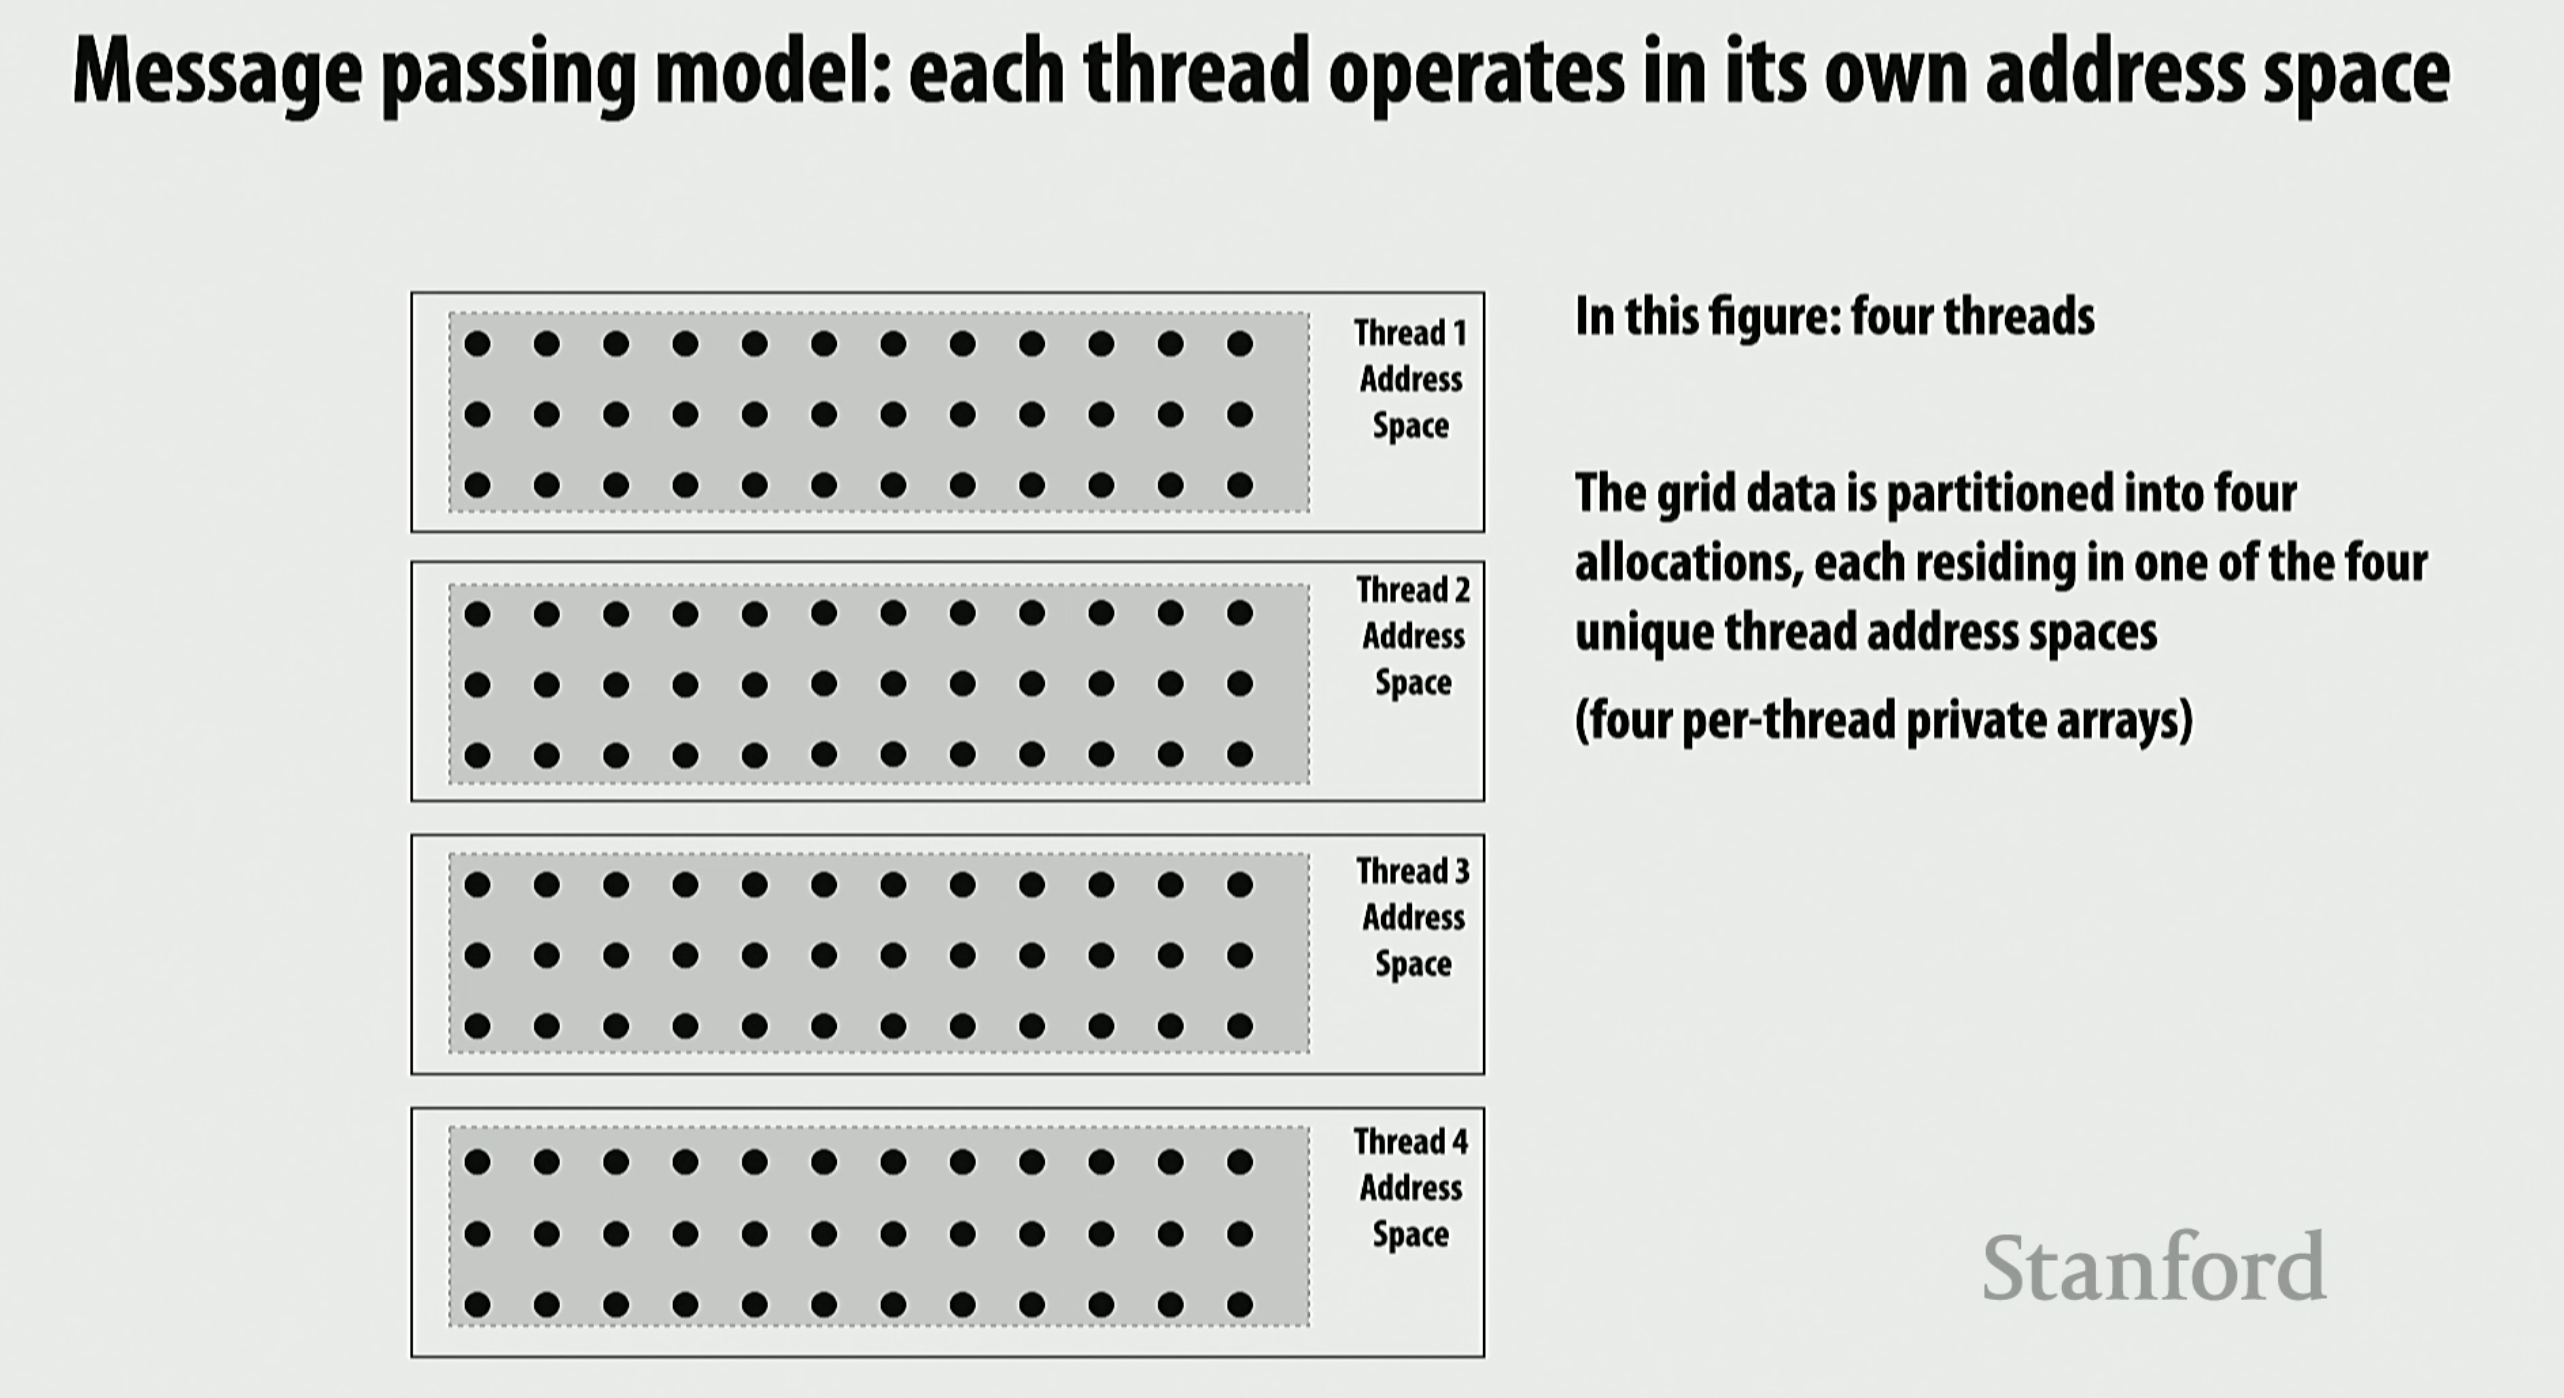 Message passing model: each thread operates in its own address space
Thread 1
Address
Space
Thread 2
Address
Space
Thread 3
Address
Space
Thread 4
Address
Space
In this figure: four threads
The grid data is partitioned into four
allocations, each residing in one of the four
unique thread address spaces
(four per-thread private arrays)
Stanford